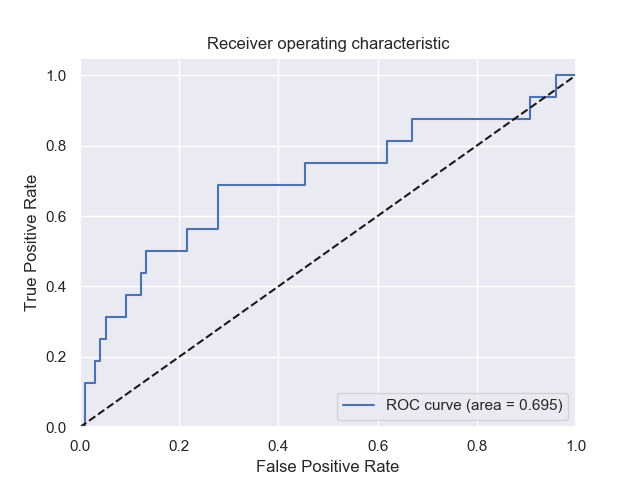 Receiver operating characteristic
True Positive Rate
1.0
0.8
0.6
0.4
0.2
0.0
ROC curve (area = 0.695)
0.0 0.2 0.4 0.6 0.8 1.0
False Positive Rate